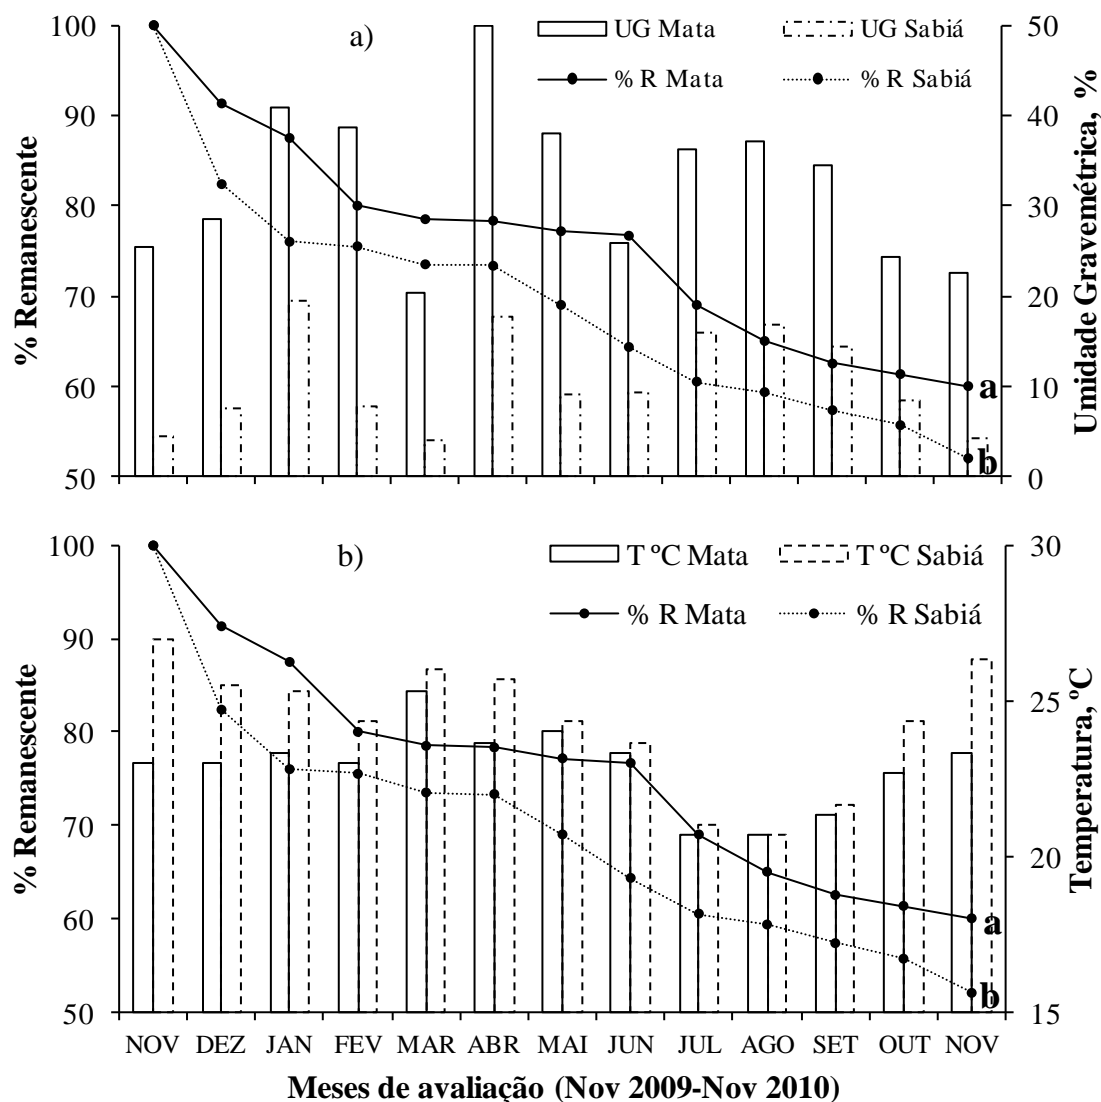 a)
UG Mata
UG Sabiá
% R Mata
% R Sabiá
100
90
80
70
60
50
% Remanescente
50
40
30
20
10
0
Umidade Gravemétrica, %
a
b
b)
T ºC Mata
T ºC Sabiá
% R Mata
% R Sabiá
100
90
80
70
60
50
% Remanescente
30
25
20
15
Temperatura, ºC
a
b
NOV DEZ JAN FEV MAR ABR MAI JUN JUL AGO SET OUT NOV
Meses de avaliação (Nov 2009-Nov 2010)